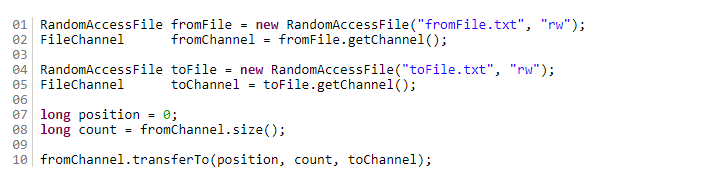 01 RandomAccessFile fromFile = new RandomAccessFile("fromFile.txt", "rw");
02 FileChannel      fromChannel = fromFile.getChannel();
03
04 RandomAccessFile toFile = new RandomAccessFile("toFile.txt", "rw");
05 FileChannel      toChannel = toFile.getChannel();
06
07 long position = 0;
08 long count = fromChannel.size();
09
10 fromChannel.transferTo(position, count, toChannel);